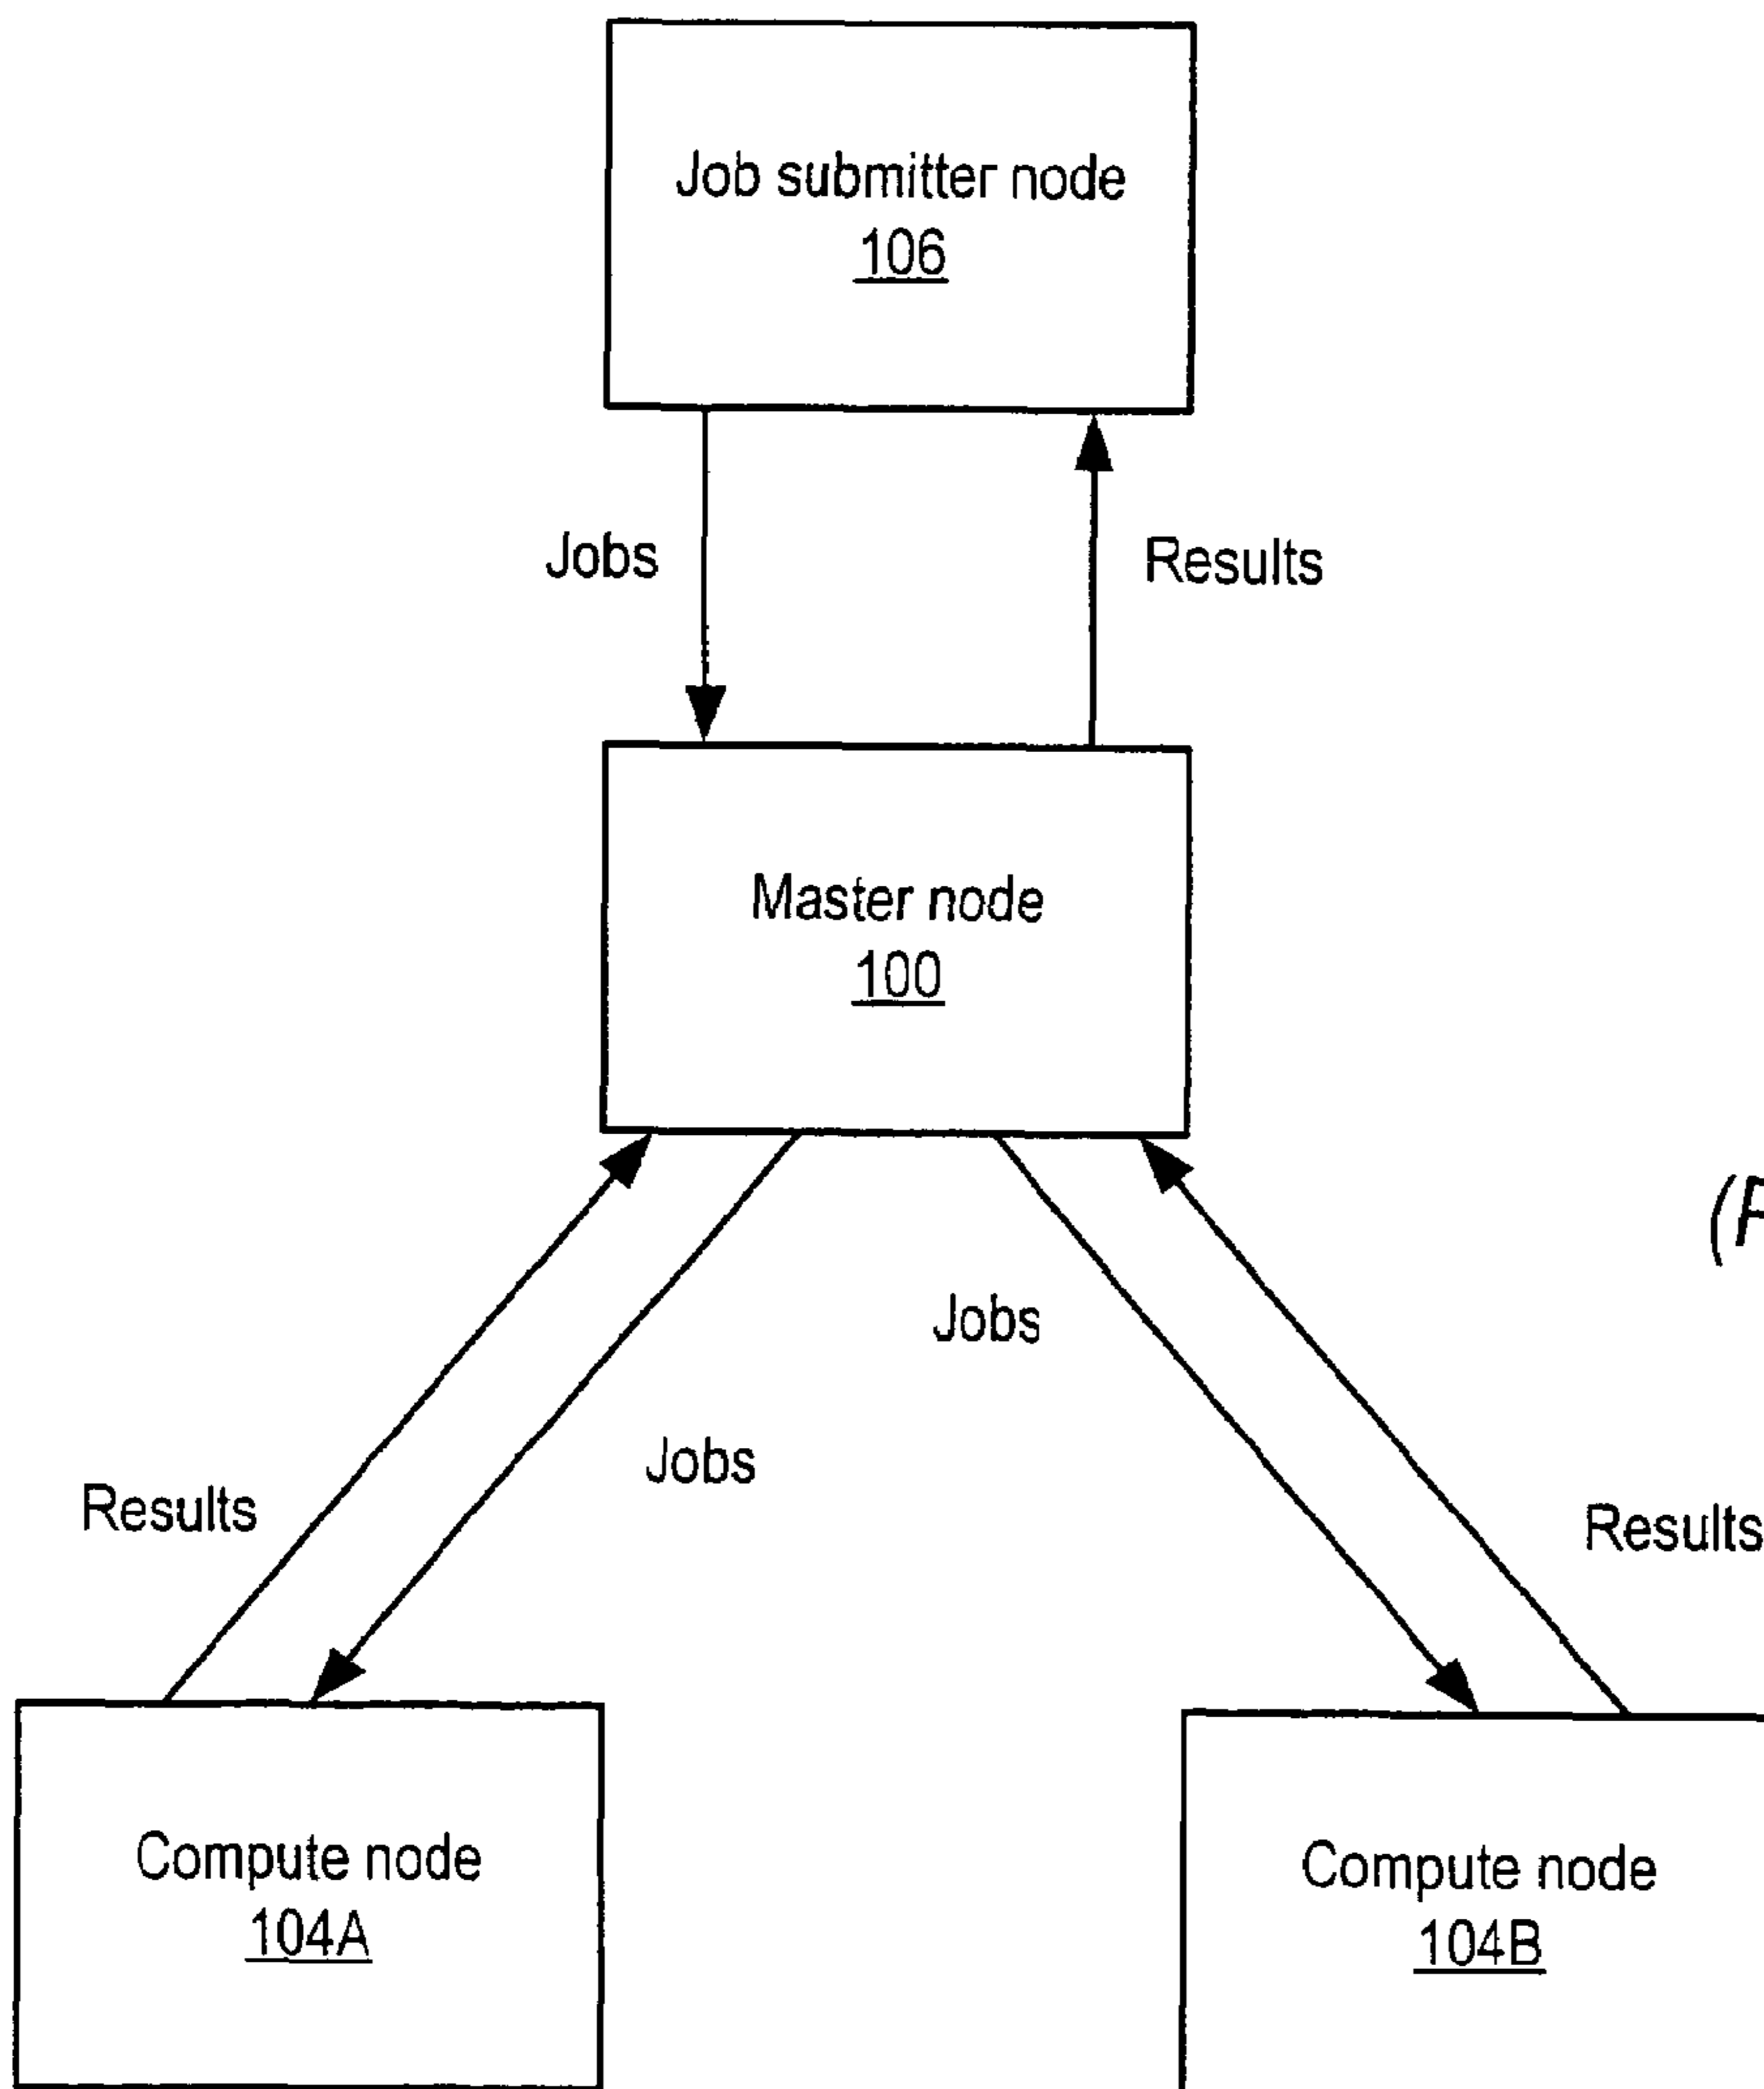 Job submitter node
106
Jobs
Results
Master node
100
Jobs
Jobs
Results
Results
Compute node
104A
Compute node
104B